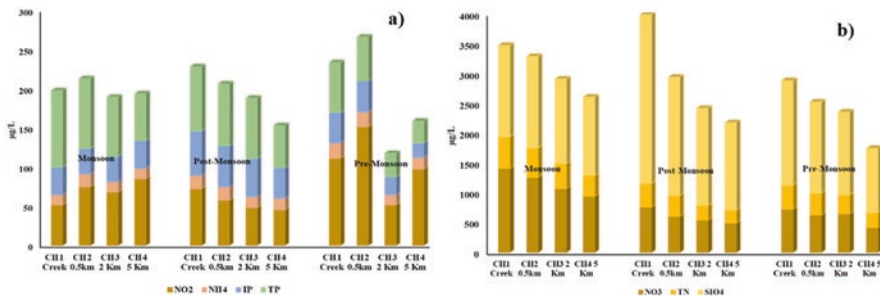 a)
300
250
200
150
100
50
0
µg/L
Monsoon
Post-Monsoon
Pre-Monsoon
CH1 CH2 CH3 CH4
Creek 0.5km 2 Km 5 Km
CH1 CH2 CH3 CH4
Creek 0.5km 2 Km 5 Km
CH1 CH2 CH3 CH4
Creek 0.5km 2 Km 5 Km
NO2 NH4 IP TP
b)
4000
3500
3000
2500
2000
1500
1000
500
0
µg/L
Monsoon
Post-Monsoon
Pre-Monsoon
CH1 CH2 CH3 2 CH4 5
Creek 0.5km Km Km
CH1 CH2 CH3 2 CH4 5
Creek 0.5km Km Km
CH1 CH2 CH3 2 CH4 5
Creek 0.5km Km Km
NO3 TN SIO4